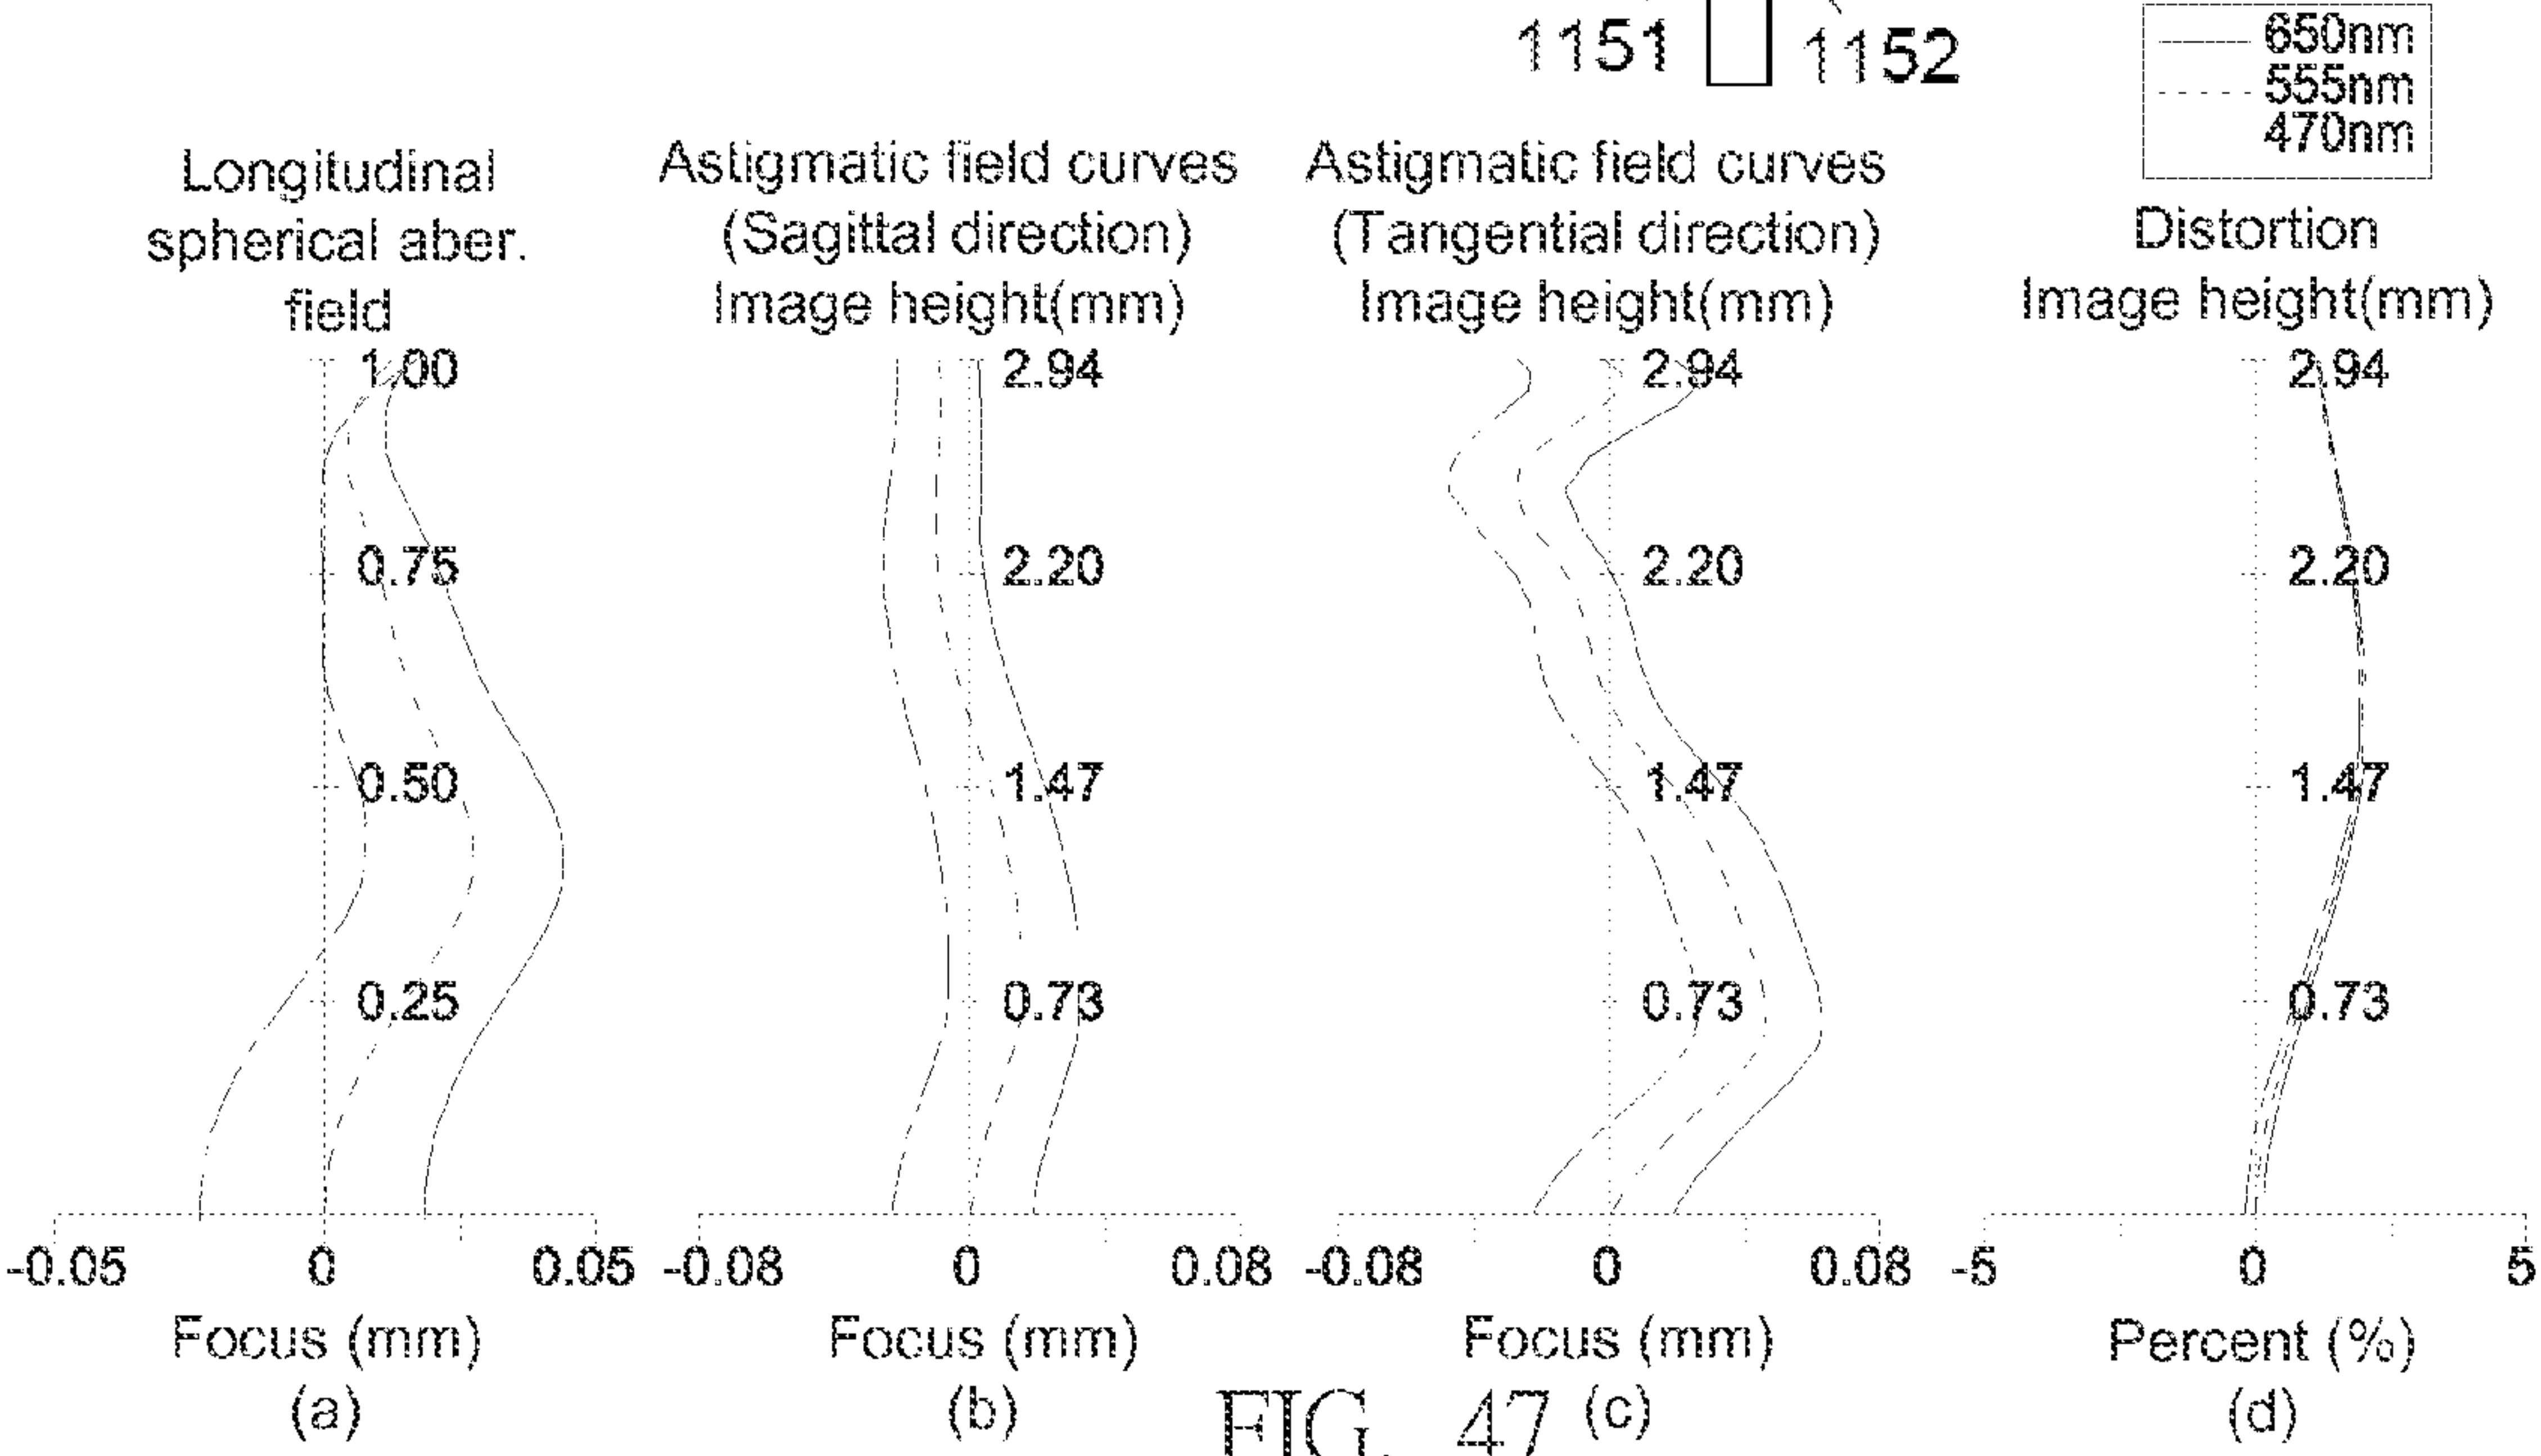 1151 1152
650nm
555nm
470nm
Longitudinal
spherical aber.
field
Astigmatic field curves
(Sagittal direction)
Image height(mm)
Astigmatic field curves
(Tangential direction)
Image height(mm)
Distortion
Image height(mm)
1.00
0.75
0.50
0.25
-0.05 0 0.05
Focus (mm)
(a)
2.94
2.20
1.47
0.73
-0.08 0 0.08
Focus (mm)
(b)
2.94
2.20
1.47
0.73
-0.08 0 0.08
Focus (mm)
(c)
2.94
2.20
1.47
0.73
-5 0 5
Percent (%)
(d)
FIG. 47